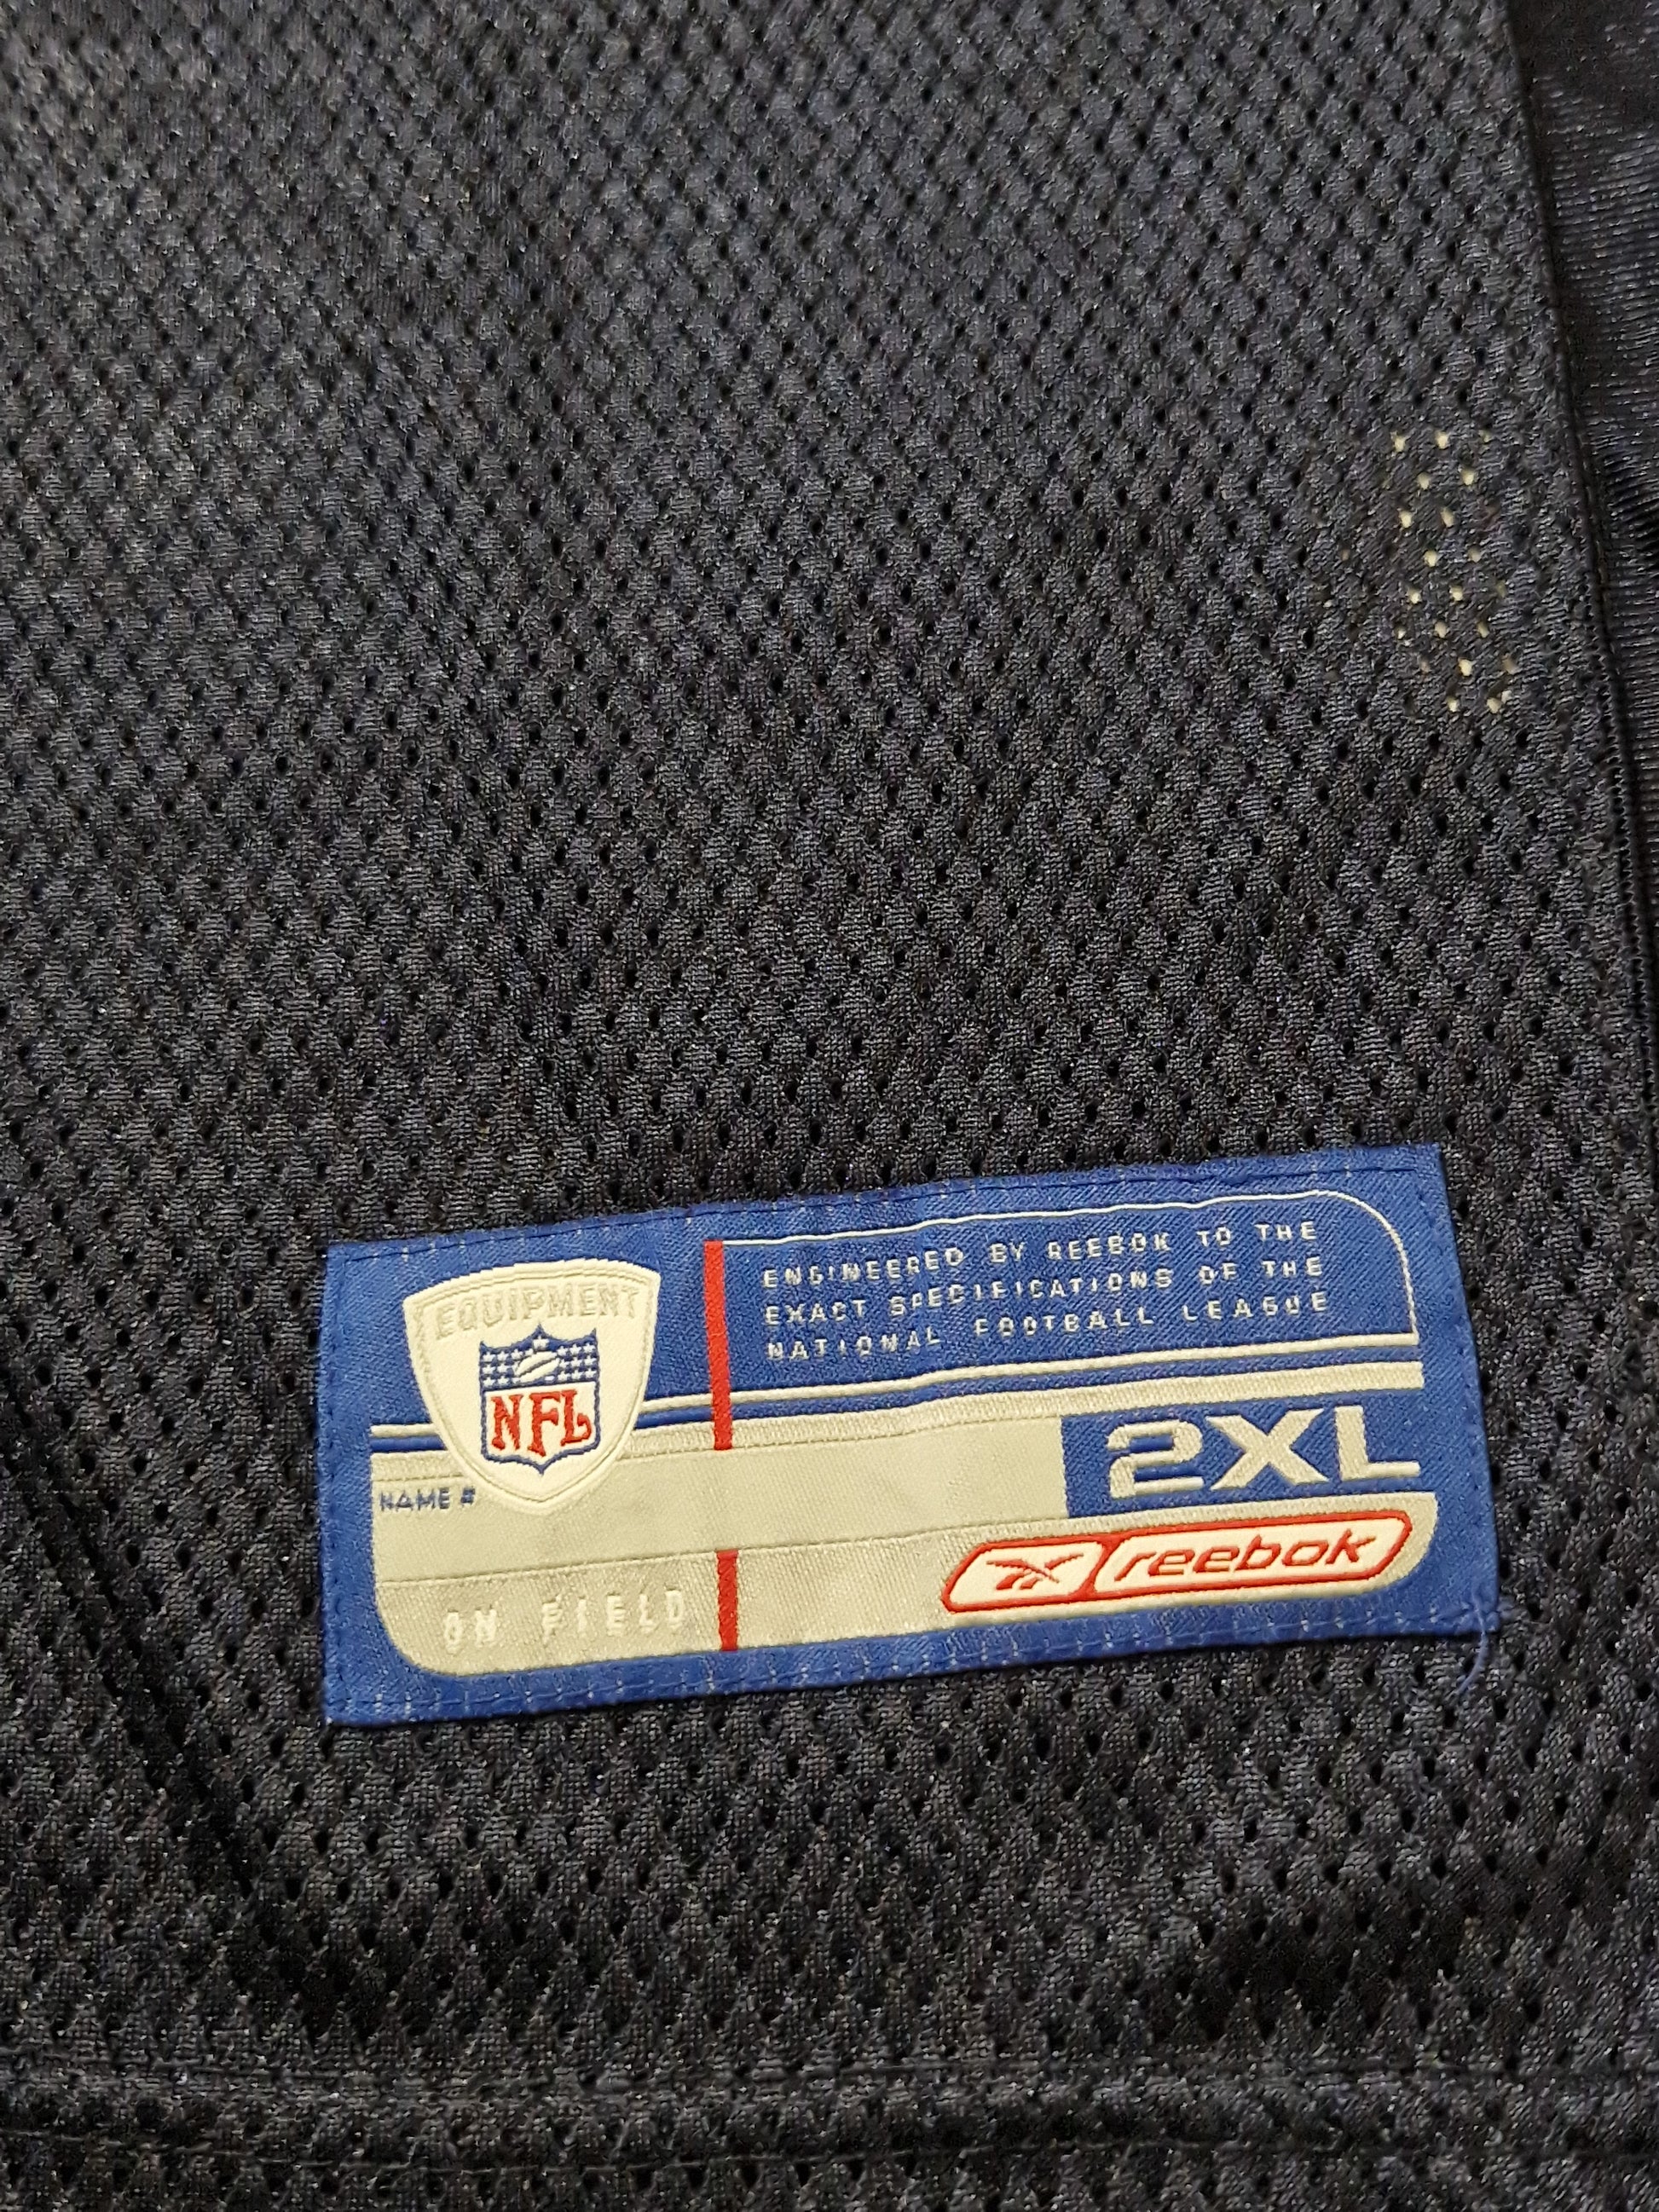 EQUIPMENT
NFL
ENGINEERED BY REEBOK TO THE
EXACT SPECIFICATIONS OF THE
NATIONAL FOOTBALL LEAGUE
2XL
NAME #
reebok
ON FIELD